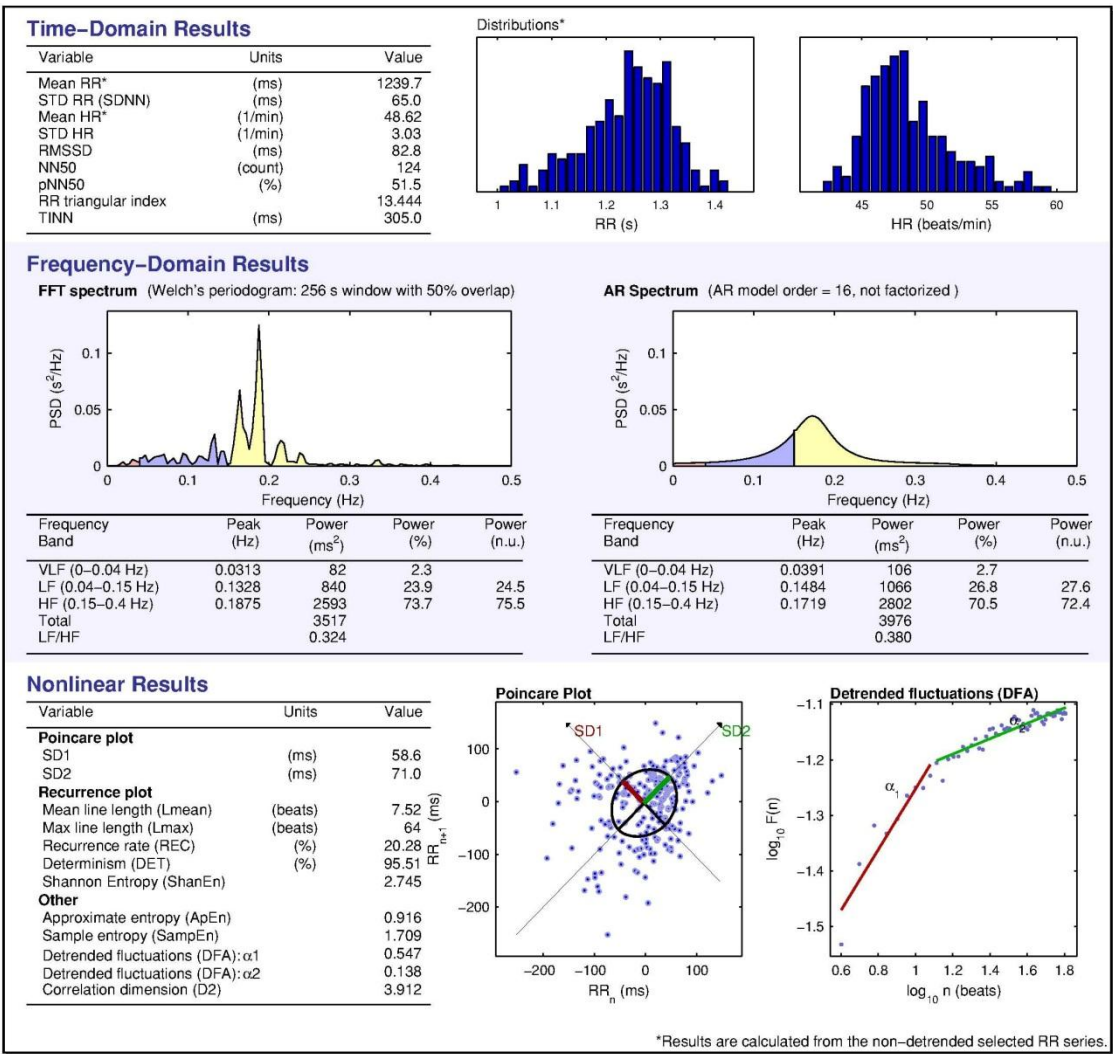 Time–Domain Results
Variable Units Value
Mean RR* (ms) 1239.7
STD RR (SDNN) (ms) 65.0
Mean HR* (1/min) 48.62
STD HR (1/min) 3.03
RMSSD (ms) 82.8
NN50 (count) 124
pNN50 (%) 51.5
RR triangular index 13.444
TINN (ms) 305.0
Distributions*
1 1.1 1.2 1.3 1.4
RR (s)
45 50 55 60
HR (beats/min)
Frequency–Domain Results
FFT spectrum (Welch's periodogram: 256 s window with 50% overlap)
PSD (s²/Hz)
0.1
0.05
0
0 0.1 0.2 0.3 0.4 0.5
Frequency (Hz)
Frequency Band Peak (Hz) Power (ms²) Power (%) Power (n.u.)
VLF (0–0.04 Hz) 0.0313 82 2.3
LF (0.04–0.15 Hz) 0.1328 840 23.9 24.5
HF (0.15–0.4 Hz) 0.1875 2593 73.7 75.5
Total 3517
LF/HF 0.324
AR Spectrum (AR model order = 16, not factorized )
PSD (s²/Hz)
0.1
0.05
0
0 0.1 0.2 0.3 0.4 0.5
Frequency (Hz)
Frequency Band Peak (Hz) Power (ms²) Power (%) Power (n.u.)
VLF (0–0.04 Hz) 0.0391 106 2.7
LF (0.04–0.15 Hz) 0.1484 1066 26.8 27.6
HF (0.15–0.4 Hz) 0.1719 2802 70.5 72.4
Total 3976
LF/HF 0.380
Nonlinear Results
Variable Units Value
Poincare plot
SD1 (ms) 58.6
SD2 (ms) 71.0
Recurrence plot
Mean line length (Lmean) (beats) 7.52
Max line length (Lmax) (beats) 64
Recurrence rate (REC) (%) 20.28
Determinism (DET) (%) 95.51
Shannon Entropy (ShanEn) 2.745
Other
Approximate entropy (ApEn) 0.916
Sample entropy (SampEn) 1.709
Detrended fluctuations (DFA): α1 0.547
Detrended fluctuations (DFA): α2 0.138
Correlation dimension (D2) 3.912
Poincare Plot
SD1 SD2
RRₙ₊₁ (ms)
100
0
−100
−200
−200 −100 0 100
RRₙ (ms)
Detrended fluctuations (DFA)
log₁₀ F(n)
−1.1
−1.2
−1.3
−1.4
−1.5
α₂
α₁
0.6 0.8 1 1.2 1.4 1.6 1.8
log₁₀ n (beats)
*Results are calculated from the non–detrended selected RR series.